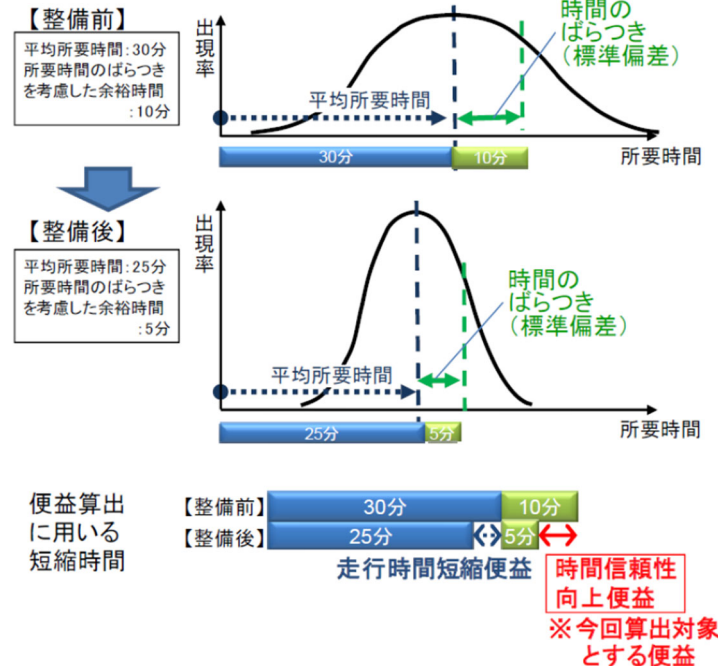 【整備前】
平均所要時間:30分
所要時間のばらつき
を考慮した余裕時間
:10分
出現率
平均所要時間
時間の
ばらつき
(標準偏差)
30分
10分
所要時間
【整備後】
平均所要時間:25分
所要時間のばらつき
を考慮した余裕時間
:5分
出現率
平均所要時間
時間の
ばらつき
(標準偏差)
25分
5分
所要時間
便益算出
に用いる
短縮時間
【整備前】 30分 10分
【整備後】 25分 5分
走行時間短縮便益
時間信頼性
向上便益
※今回算出対象
とする便益